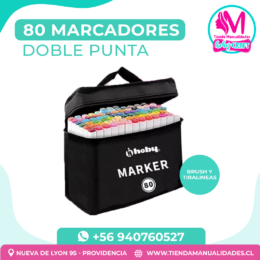 80 MARCADORES
DOBLE PUNTA
Tienda Manualidades
hoby
MARKER
80
BRUSH Y
TIRALINEAS
+56 940760527
NUEVA DE LYON 95 - PROVIDENCIA
WWW.TIENDAMANUALIDADES.CL